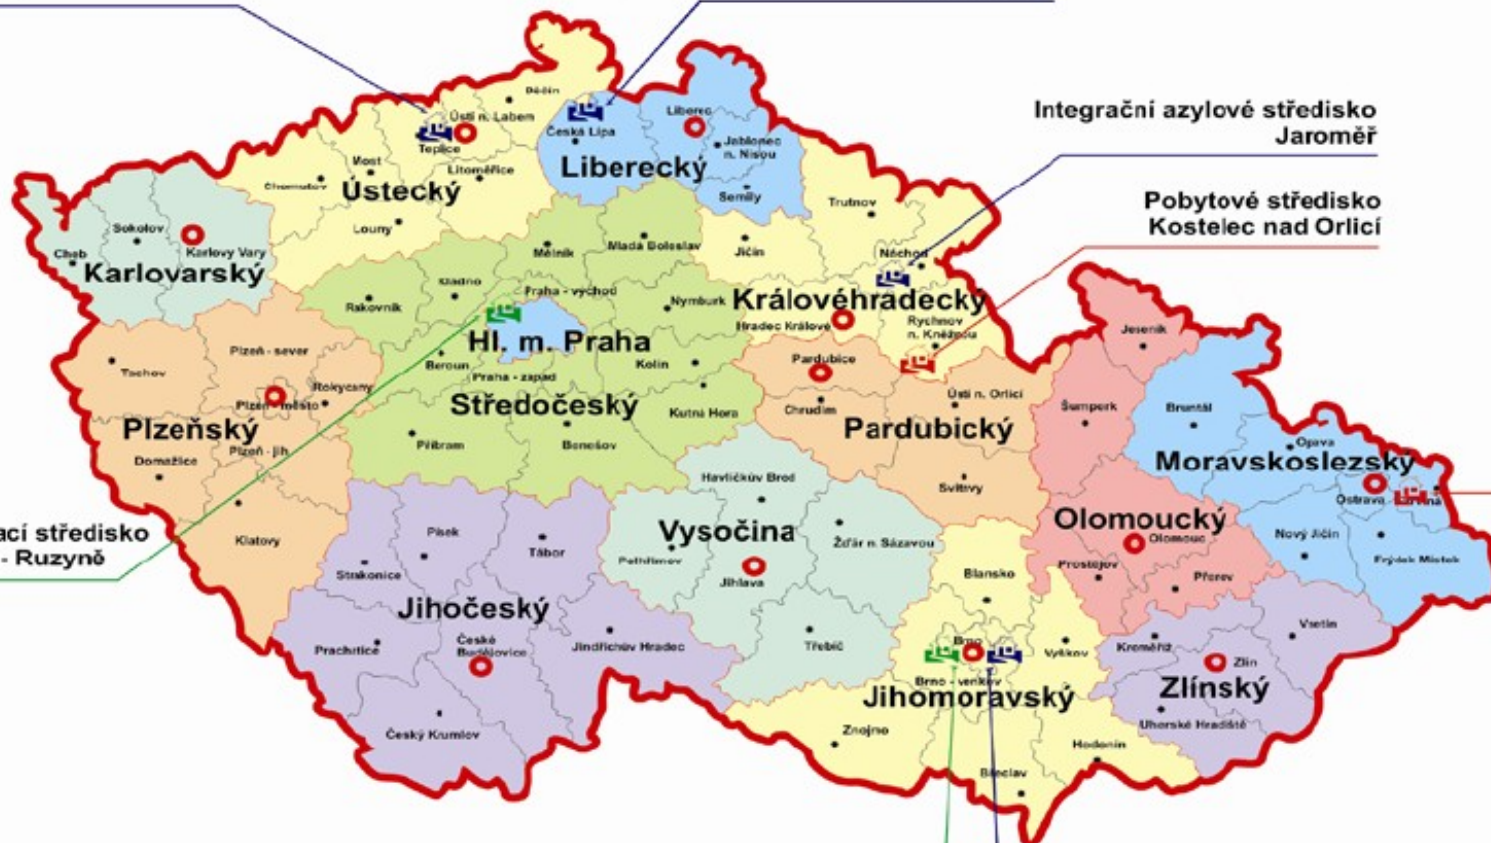 Integrační azylové středisko
Jaroměř
Pobytové středisko
Kostelec nad Orlicí
ací středisko
- Ruzyně
Děčín
Ústí n. Labem
Teplice
Most
Chomutov
Ústecký
Litoměřice
Louny
Česká Lípa
Liberec
Jablonec
n. Nisou
Liberecký
Semily
Trutnov
Jičín
Náchod
Královéhradecký
Hradec Králové
Rychnov
n. Kněžnou
Sokolov
Karlovy Vary
Cheb
Karlovarský
Mělník
Mladá Boleslav
Kladno
Rakovník
Praha - východ
Nymburk
Hl. m. Praha
Beroun
Praha - západ
Kolín
Středočeský
Kutná Hora
Příbram
Benešov
Plzeň - sever
Tachov
Rokycany
Plzeň - město
Plzeňský
Plzeň - jih
Domažlice
Klatovy
Pardubice
Chrudim
Ústí n. Orlicí
Pardubický
Svitavy
Jeseník
Šumperk
Olomoucký
Olomouc
Prostějov
Přerov
Bruntál
Opava
Moravskoslezský
Ostrava
Nový Jičín
Frýdek Místek
Havlíčkův Brod
Vysočina
Žďár n. Sázavou
Pelhřimov
Jihlava
Třebíč
Písek
Tábor
Strakonice
Jihočeský
Prachatice
České
Budějovice
Jindřichův Hradec
Český Krumlov
Blansko
Brno
Vyškov
Brno - venkov
Jihomoravský
Znojmo
Hodonín
Břeclav
Vsetín
Kroměříž
Zlín
Zlínský
Uherské Hradiště